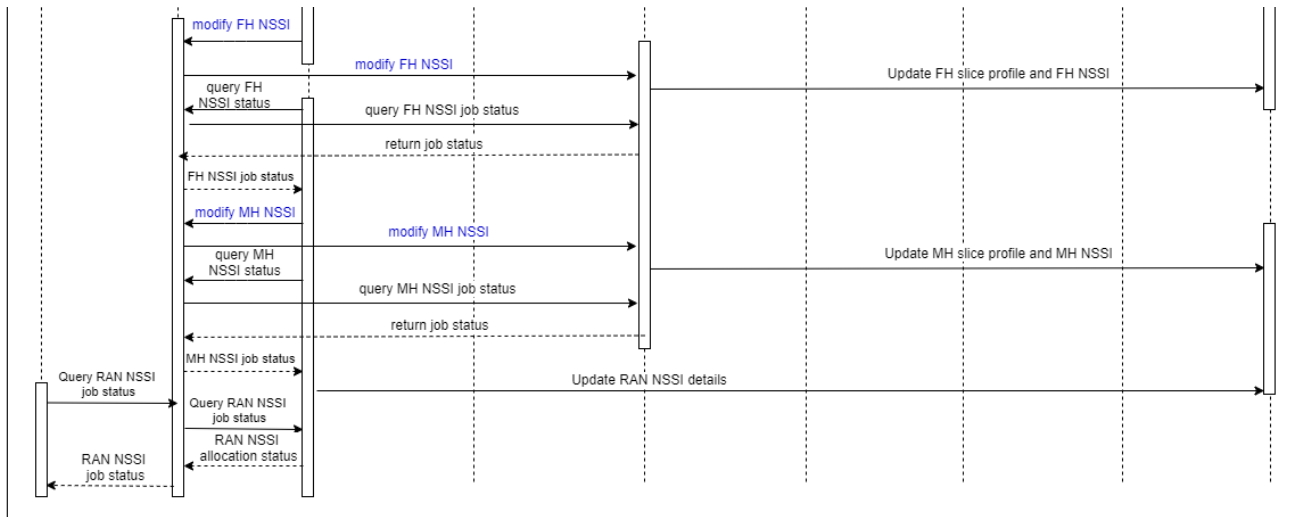 modify FH NSSI
modify FH NSSI
Update FH slice profile and FH NSSI
query FH
NSSI status
query FH NSSI job status
return job status
FH NSSI job status
modify MH NSSI
modify MH NSSI
query MH
NSSI status
Update MH slice profile and MH NSSI
query MH NSSI job status
return job status
MH NSSI job status
Query RAN NSSI
job status
Update RAN NSSI details
Query RAN NSSI
job status
RAN NSSI
allocation status
RAN NSSI
job status